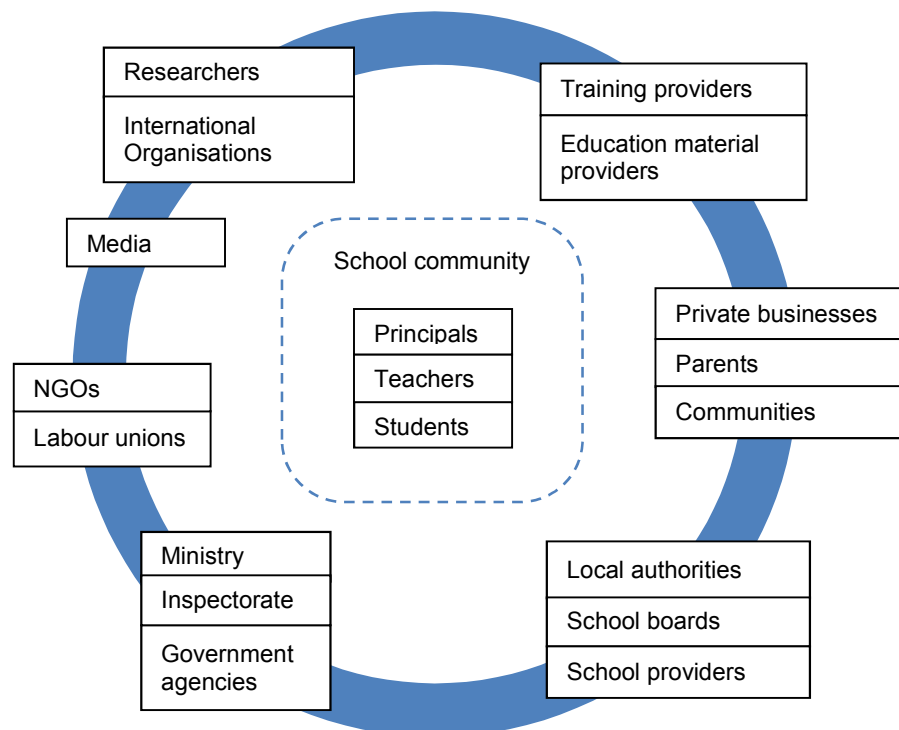 Researchers
International
Organisations
Training providers
Education material
providers
Media
School community
Principals
Teachers
Students
Private businesses
Parents
Communities
NGOs
Labour unions
Ministry
Inspectorate
Government
agencies
Local authorities
School boards
School providers